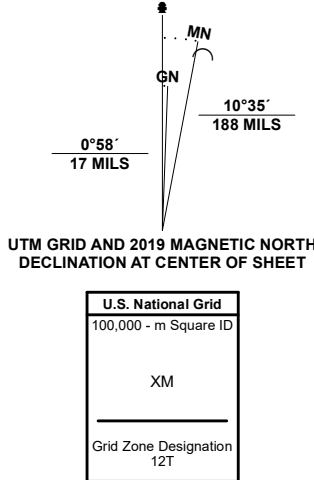 MN
GN
0°58´
17 MILS
10°35´
188 MILS
UTM GRID AND 2019 MAGNETIC NORTH
DECLINATION AT CENTER OF SHEET
U.S. National Grid
100,000 - m Square ID
XM
Grid Zone Designation
12T